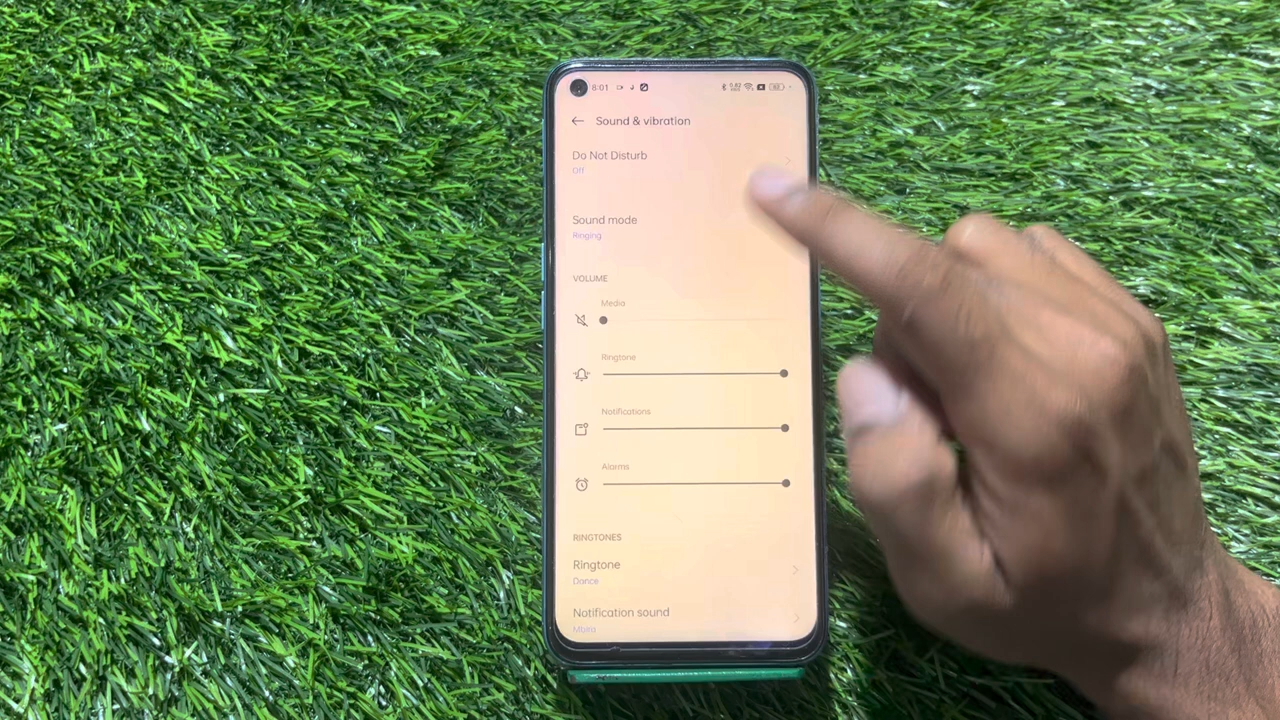 8:01
Sound & vibration
Do Not Disturb
Off
Sound mode
Ringing
VOLUME
Media
Ringtone
Notifications
Alarms
RINGTONES
Ringtone
Dance
Notification sound